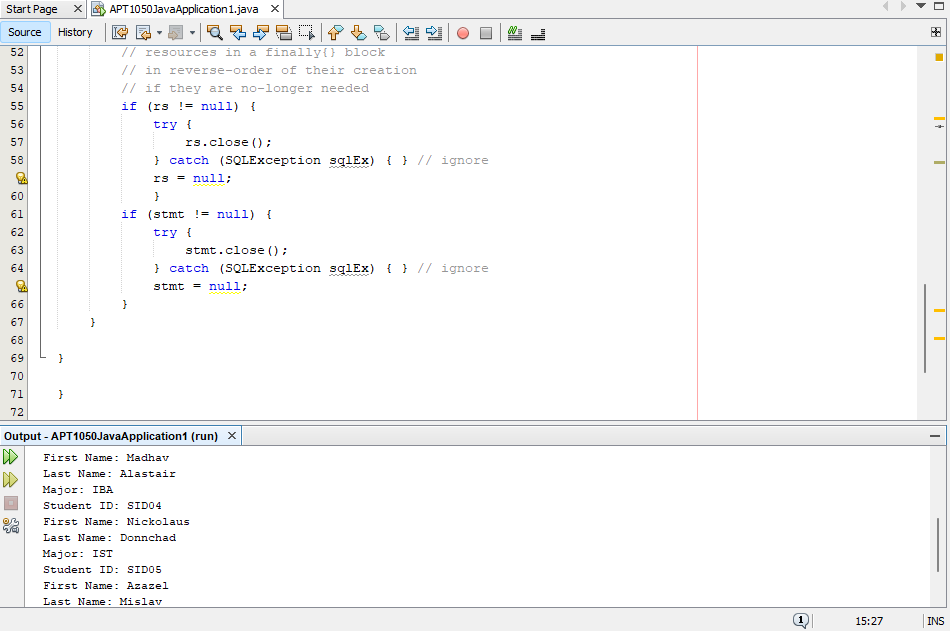 Start Page
APT1050JavaApplication1.java
Source History
52 // resources in a finally{} block
53 // in reverse-order of their creation
54 // if they are no-longer needed
55 if (rs != null) {
56 try {
57 rs.close();
58 } catch (SQLException sqlEx) { } // ignore
rs = null;
60 }
61 if (stmt != null) {
62 try {
63 stmt.close();
64 } catch (SQLException sqlEx) { } // ignore
stmt = null;
66 }
67 }
68
69 }
70
71 }
72
Output - APT1050JavaApplication1 (run)
First Name: Madhav
Last Name: Alastair
Major: IBA
Student ID: SID04
First Name: Nickolaus
Last Name: Donnchad
Major: IST
Student ID: SID05
First Name: Azazel
Last Name: Mislav
1 15:27 INS